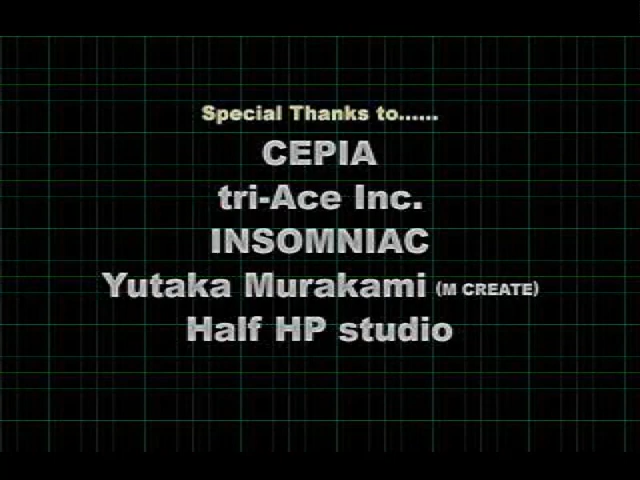 Special Thanks to......
CEPIA
tri-Ace Inc.
INSOMNIAC
Yutaka Murakami (M CREATE)
Half HP studio